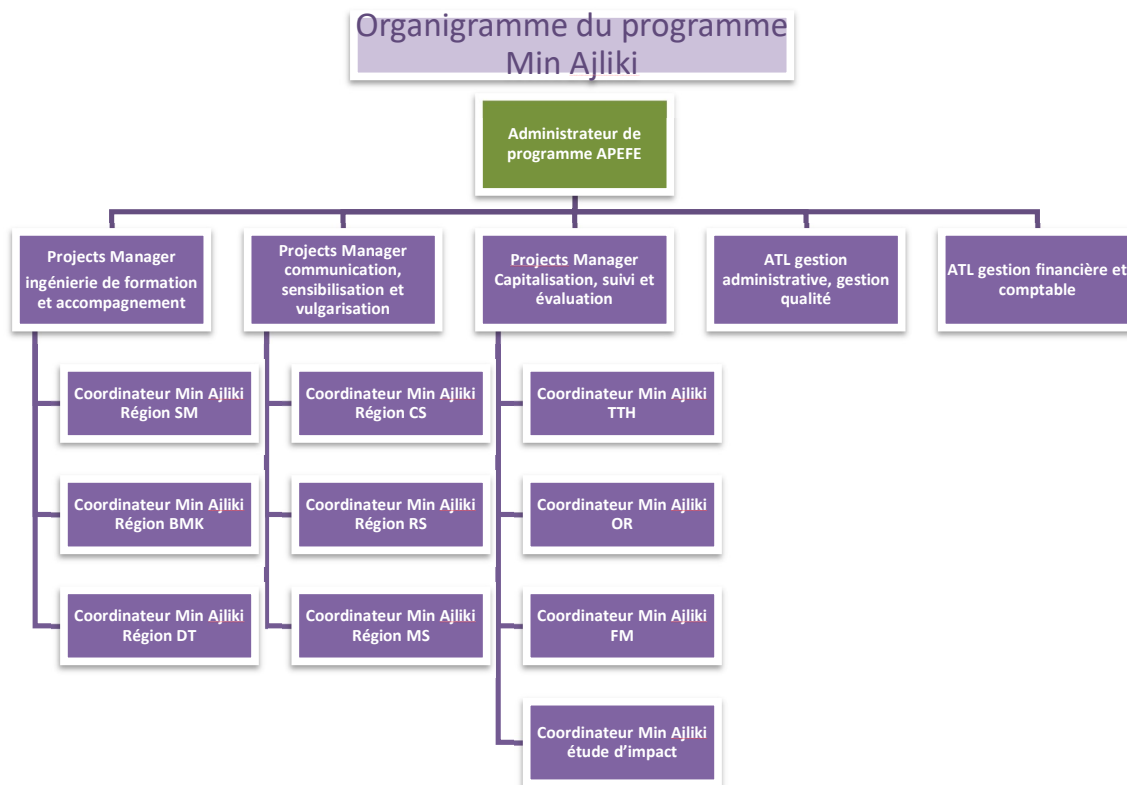 Organigramme du programme
Min Ajliki
Administrateur de
programme APEFE
Projects Manager
ingénierie de formation
et accompagnement
Projects Manager
communication,
sensibilisation et
vulgarisation
Projects Manager
Capitalisation, suivi et
évaluation
ATL gestion
administrative, gestion
qualité
ATL gestion financière et
comptable
Coordinateur Min Ajliki
Région SM
Coordinateur Min Ajliki
Région CS
Coordinateur Min Ajliki
TTH
Coordinateur Min Ajliki
Région BMK
Coordinateur Min Ajliki
Région RS
Coordinateur Min Ajliki
OR
Coordinateur Min Ajliki
Région DT
Coordinateur Min Ajliki
Région MS
Coordinateur Min Ajliki
FM
Coordinateur Min Ajliki
étude d’impact